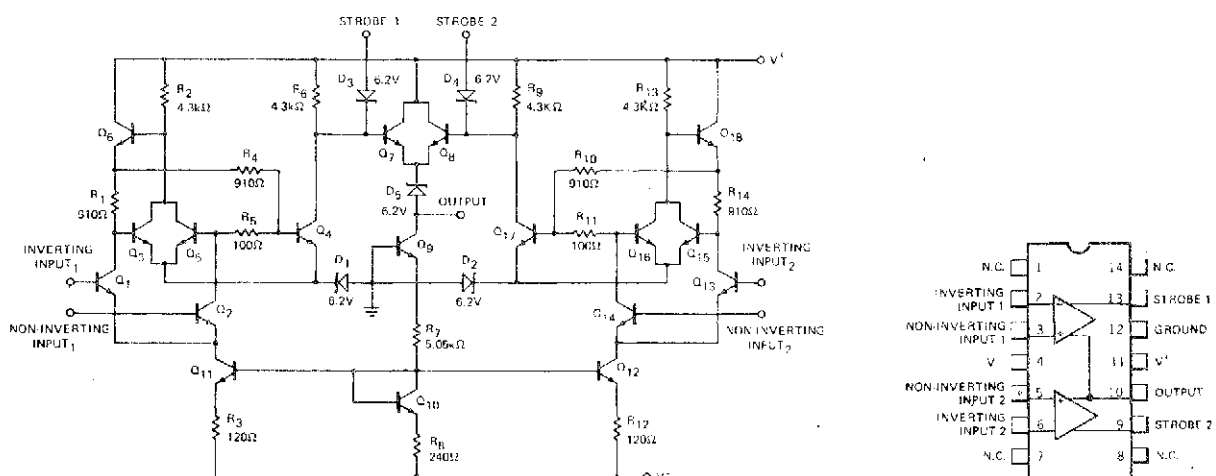 STROBE 1 STROBE 2
V+
D3 6.2V D4 6.2V
R2 4.3kΩ
R6 4.3kΩ
R9 4.3KΩ
R13 4.3KΩ
Q6
Q7 Q8
Q18
R4 910Ω
R10 910Ω
D5 6.2V
OUTPUT
R1
R14 910Ω
R5 100Ω
R11 100Ω
Q3 Q5 Q4
Q9
Q17
Q16 Q15
INVERTING INPUT1
Q1
D1 6.2V
D2 6.2V
Q13
INVERTING INPUT2
NON-INVERTING INPUT1
Q2
Q14
NON-INVERTING INPUT2
R7
Q11
Q12
Q10
R3 120Ω
R8 240Ω
R12 120Ω
N.C. 1 14 N.C.
INVERTING INPUT 1 2 13 STROBE 1
NON-INVERTING INPUT 1 3 12 GROUND
V 4 11 V+
NON-INVERTING INPUT 2 5 10 OUTPUT
INVERTING INPUT 2 6 9 STROBE 2
N.C. 7 8 N.C.